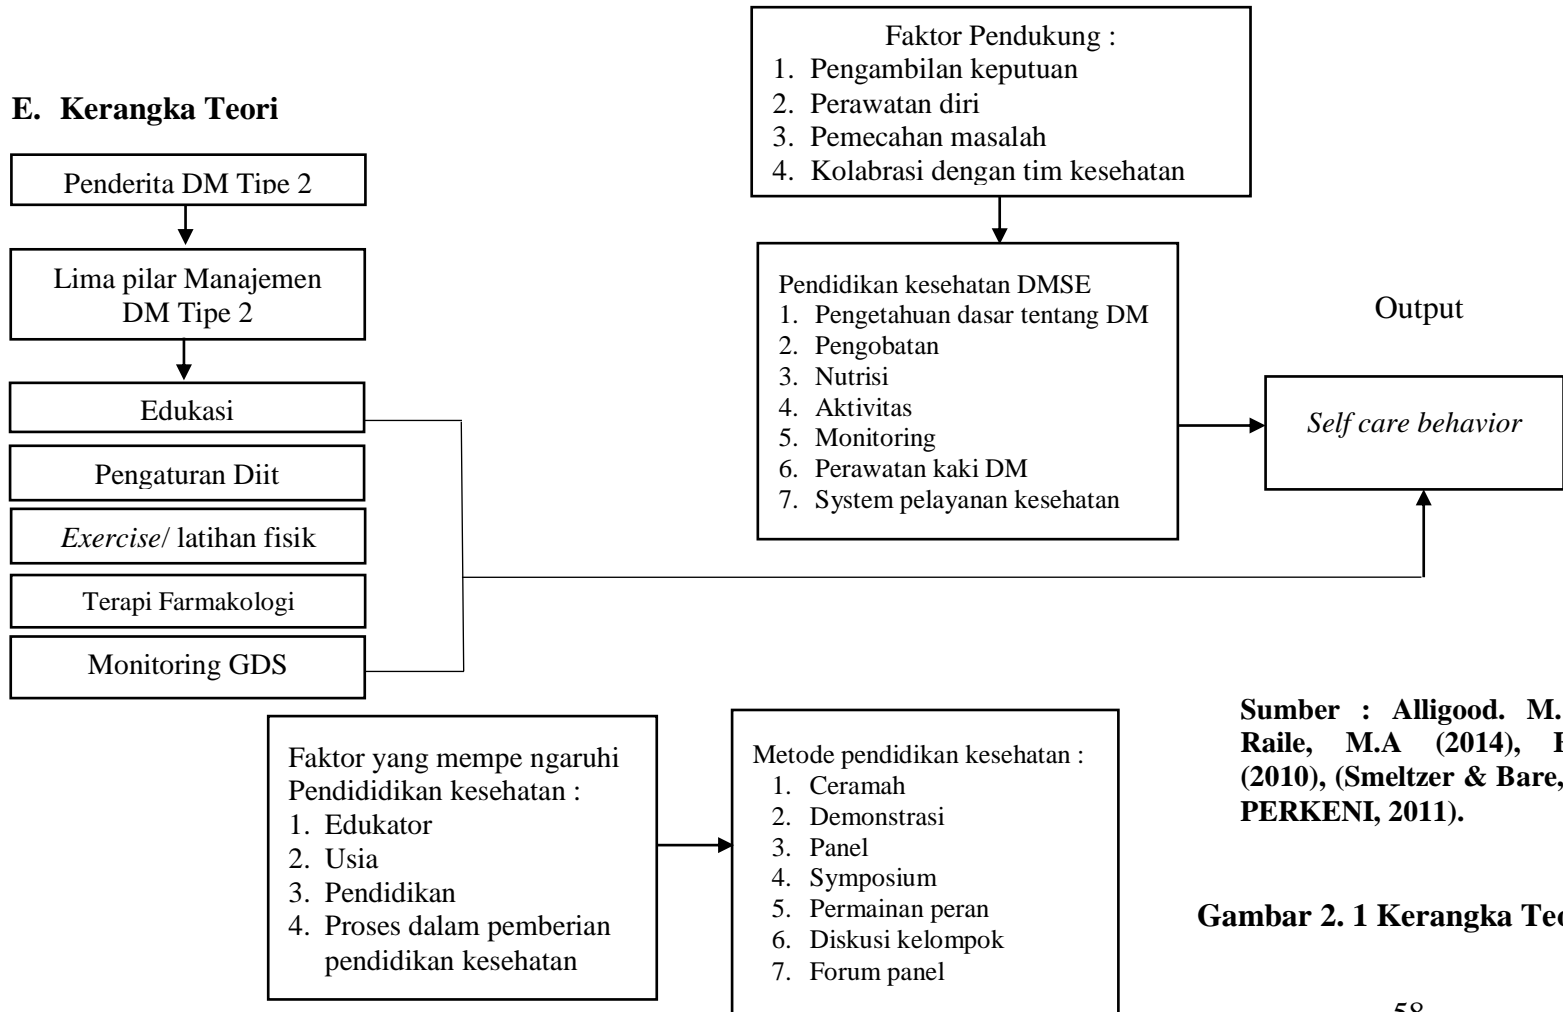 E. Kerangka Teori
Penderita DM Tipe 2
Lima pilar Manajemen
DM Tipe 2
Edukasi
Pengaturan Diit
Exercise/ latihan fisik
Terapi Farmakologi
Monitoring GDS
Faktor Pendukung :
1. Pengambilan keputuan
2. Perawatan diri
3. Pemecahan masalah
4. Kolabrasi dengan tim kesehatan
Pendidikan kesehatan DMSE
1. Pengetahuan dasar tentang DM
2. Pengobatan
3. Nutrisi
4. Aktivitas
5. Monitoring
6. Perawatan kaki DM
7. System pelayanan kesehatan
Output
Self care behavior
Faktor yang mempe ngaruhi
Pendididikan kesehatan :
1. Edukator
2. Usia
3. Pendidikan
4. Proses dalam pemberian
pendidikan kesehatan
Metode pendidikan kesehatan :
1. Ceramah
2. Demonstrasi
3. Panel
4. Symposium
5. Permainan peran
6. Diskusi kelompok
7. Forum panel
Sumber : Alligood. M.
Raile, M.A (2014),
(2010), (Smeltzer & Bare,
PERKENI, 2011).
Gambar 2. 1 Kerangka
58